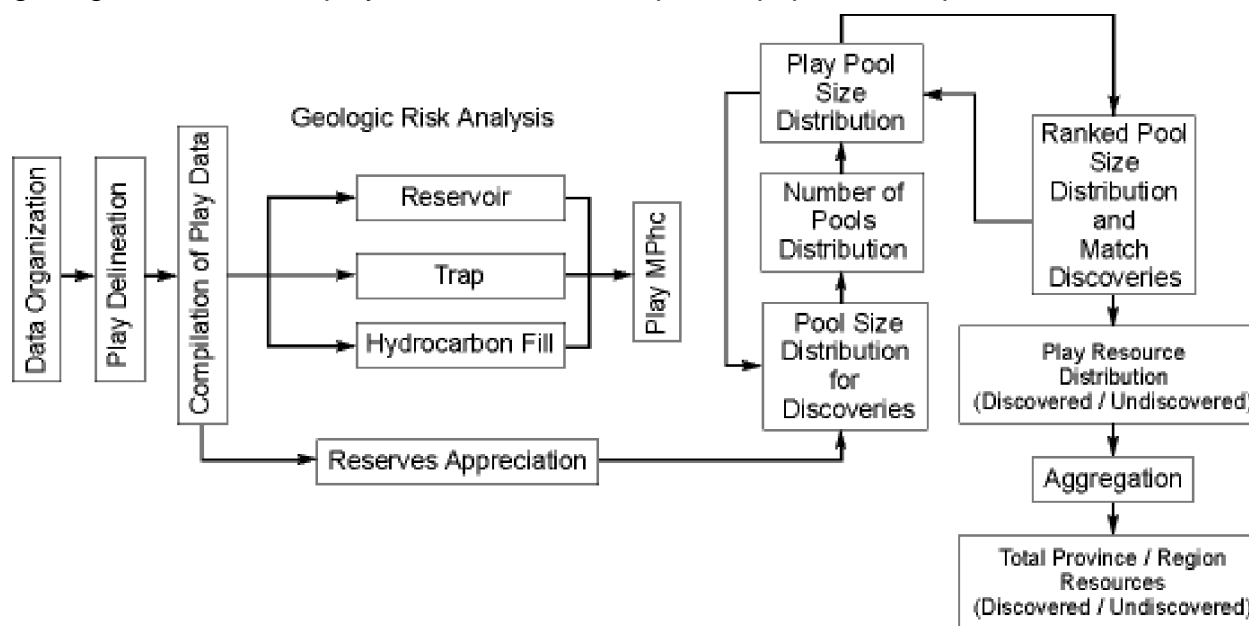 Data Organization
Play Delineation
Compilation of Play Data
Geologic Risk Analysis
Reservoir
Trap
Hydrocarbon Fill
Play MPhc
Reserves Appreciation
Play Pool
Size
Distribution
Number of
Pools
Distribution
Pool Size
Distribution
for
Discoveries
Ranked Pool
Size
Distribution
and
Match
Discoveries
Play Resource
Distribution
(Discovered / Undiscovered)
Aggregation
Total Province / Region
Resources
(Discovered / Undiscovered)